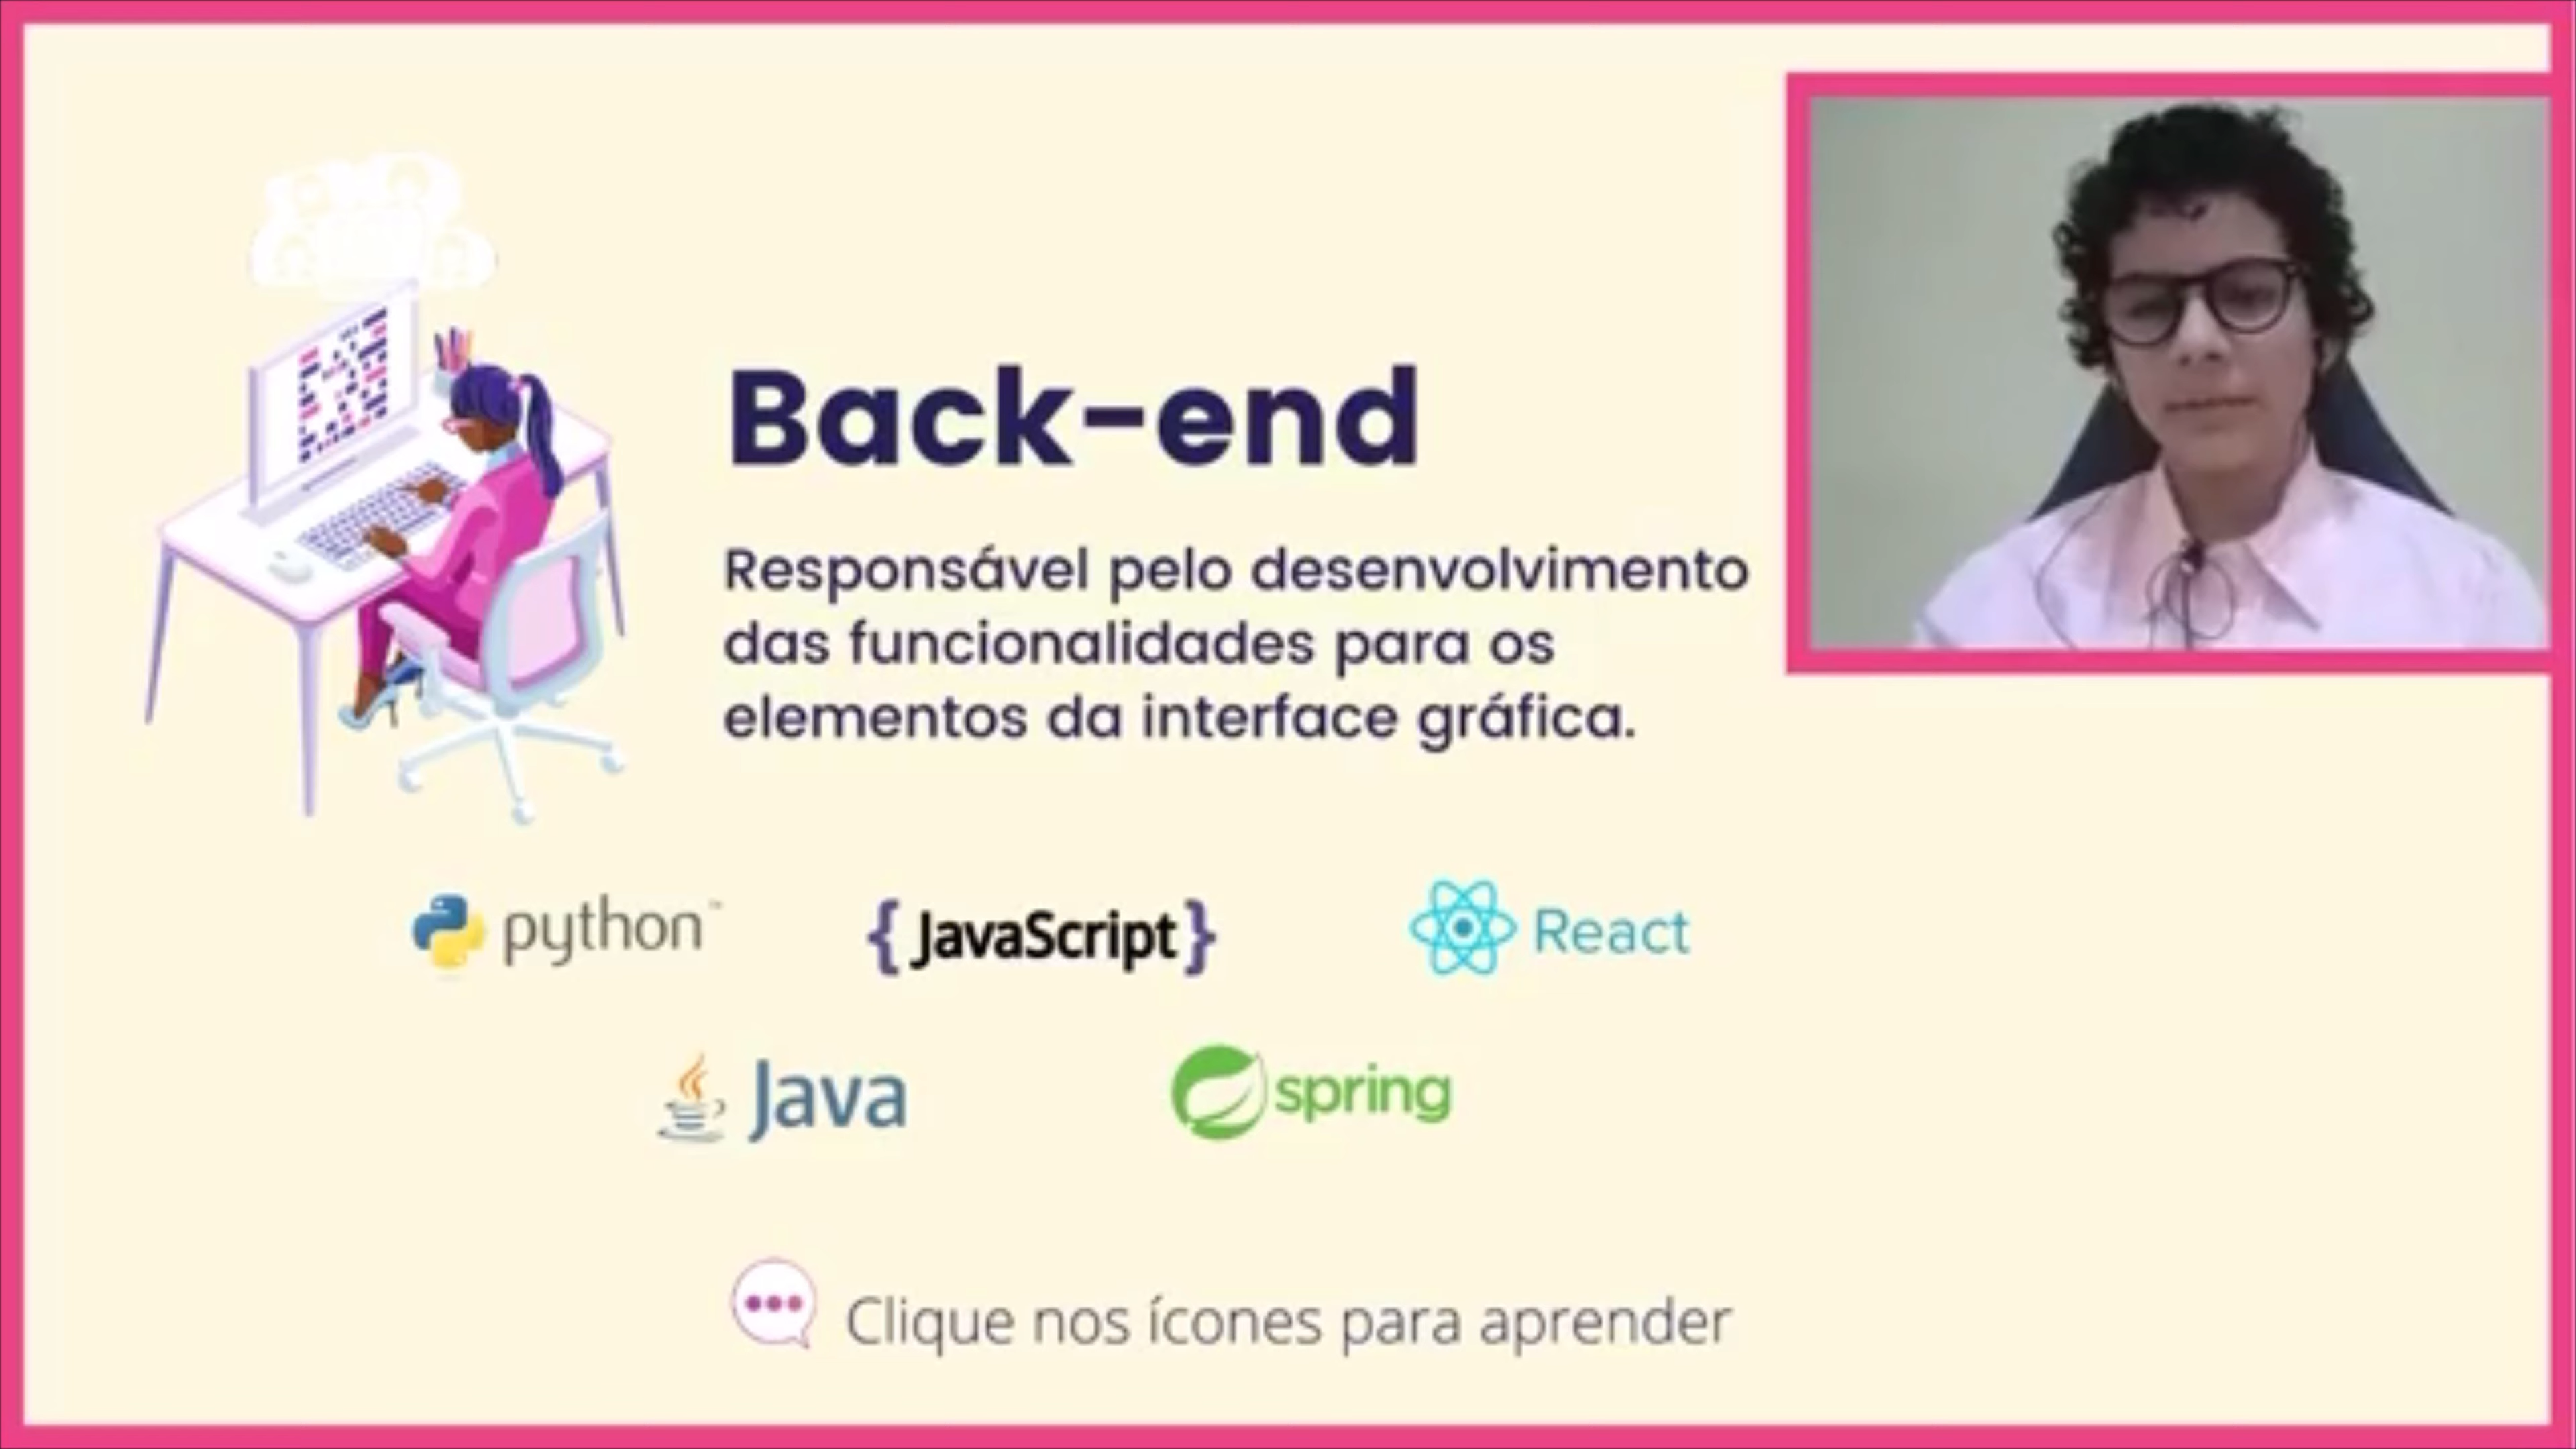 Back-end
Responsável pelo desenvolvimento
das funcionalidades para os
elementos da interface gráfica.
python™
{JavaScript}
React
Java
spring
Clique nos ícones para aprender